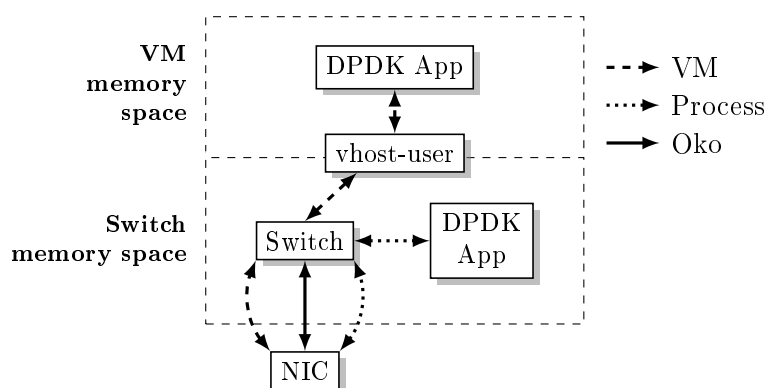 VM
memory
space
DPDK App
vhost-user
Switch
memory space
Switch
DPDK
App
NIC
VM
Process
Oko